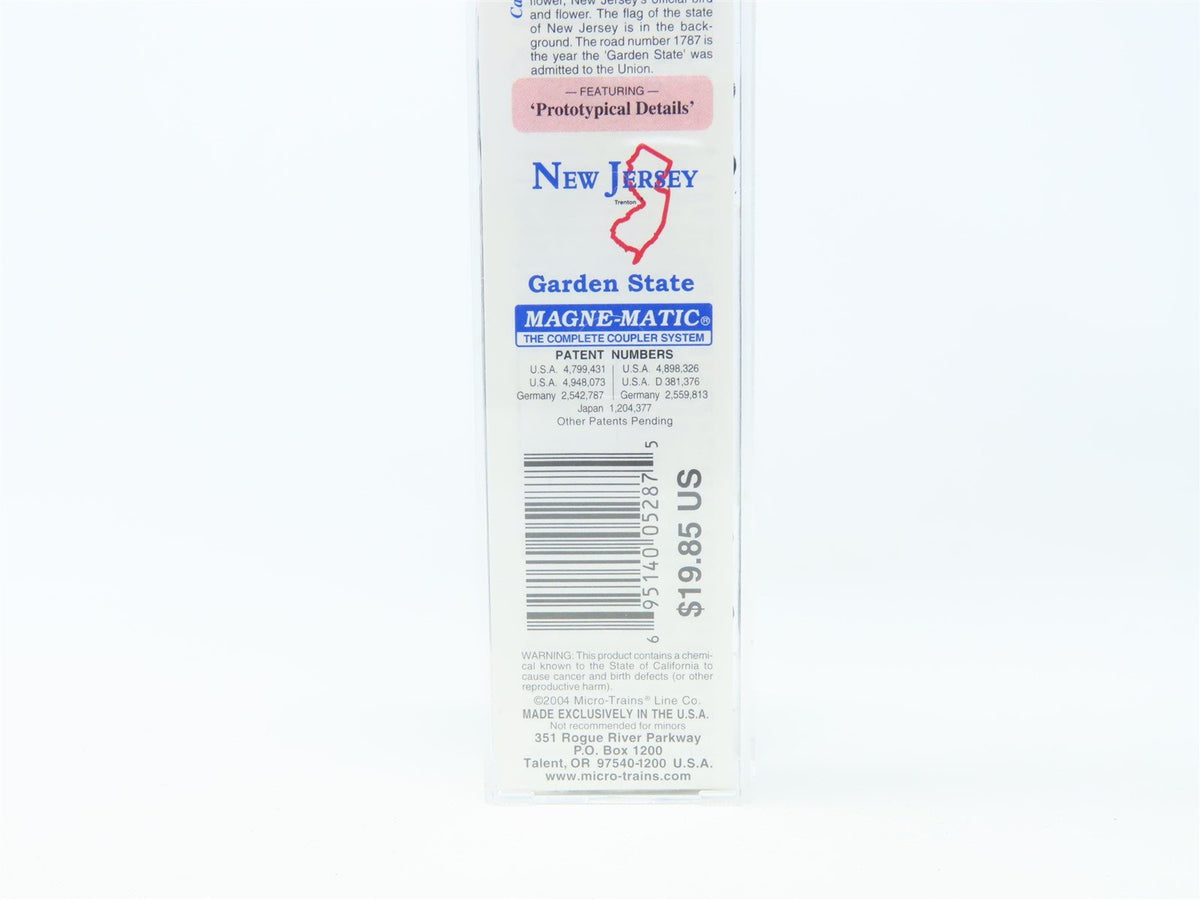 Ca
flower, New Jersey's official bird
and flower. The flag of the state
of New Jersey is in the back-
ground. The road number 1787 is
the year the 'Garden State' was
admitted to the Union.
— FEATURING —
'Prototypical Details'
NEW JERSEY
Trenton
Garden State
MAGNE-MATIC®
THE COMPLETE COUPLER SYSTEM
PATENT NUMBERS
U.S.A. 4,799,431 U.S.A. 4,898,326
U.S.A. 4,948,073 U.S.A. D 381,376
Germany 2,542,787 Germany 2,559,813
Japan 1,204,377
Other Patents Pending
6 95140 05287 5
$19.85 US
WARNING: This product contains a chemi-
cal known to the State of California to
cause cancer and birth defects (or other
reproductive harm).
©2004 Micro-Trains® Line Co.
MADE EXCLUSIVELY IN THE U.S.A.
Not recommended for minors
351 Rogue River Parkway
P.O. Box 1200
Talent, OR 97540-1200 U.S.A.
www.micro-trains.com